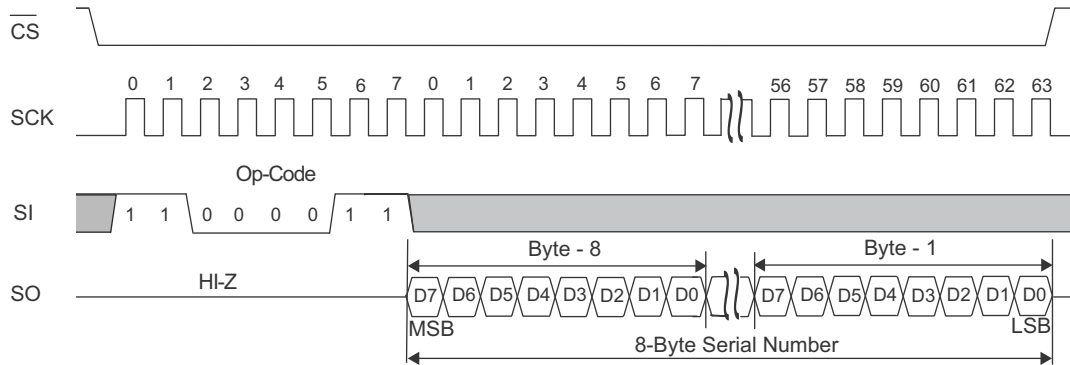 CS
0 1 2 3 4 5 6 7 0 1 2 3 4 5 6 7 56 57 58 59 60 61 62 63
SCK
Op-Code
SI 1 1 0 0 0 0 1 1
Byte - 8 Byte - 1
HI-Z
SO D7 D6 D5 D4 D3 D2 D1 D0 D7 D6 D5 D4 D3 D2 D1 D0
MSB LSB
8-Byte Serial Number